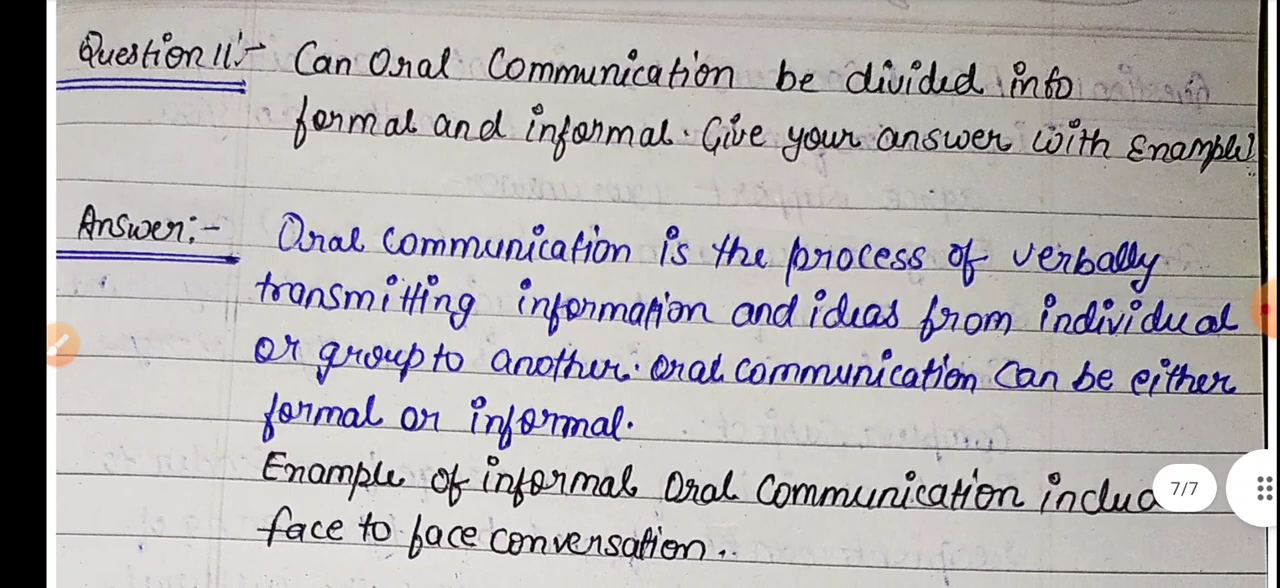 Question 11:- Can Oral Communication be divided into
formal and informal. Give your answer with Example?
Answer:- Oral communication is the process of verbally
transmitting information and ideas from individual
or group to another. Oral communication Can be either
formal or informal.
Example of informal Oral Communication includ
face to face conversation..
7/7